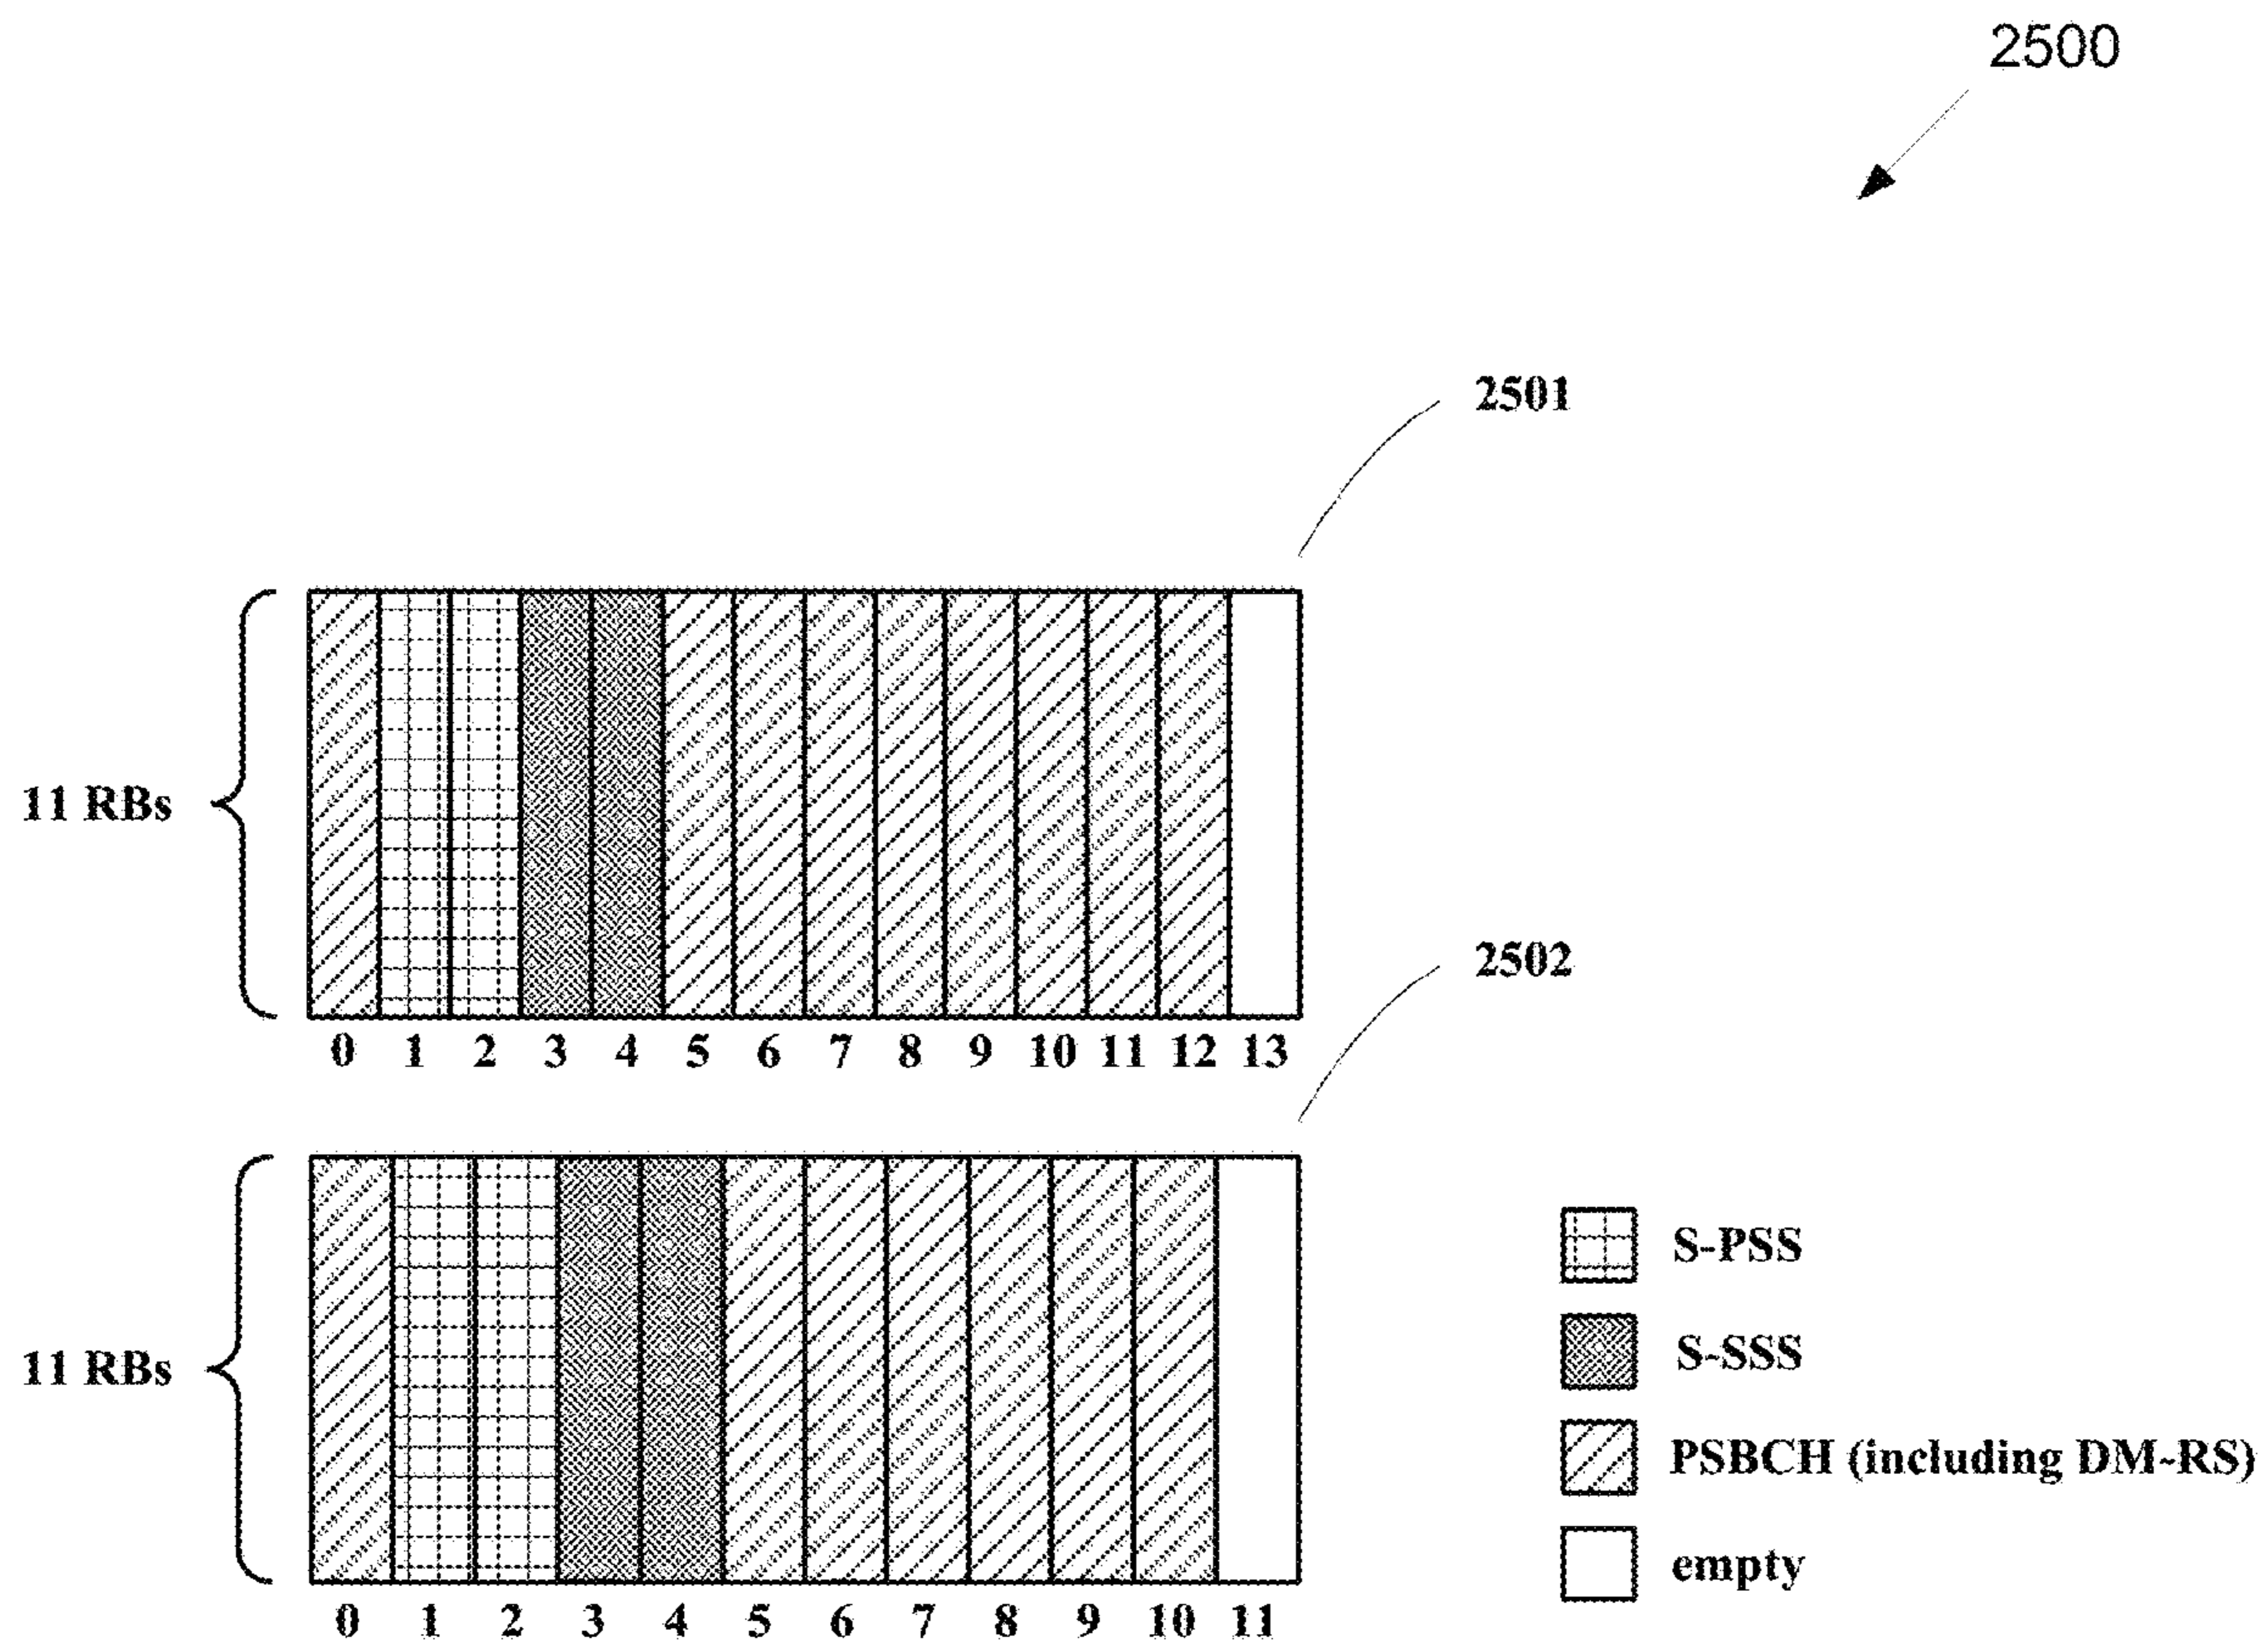 2500
2501
11 RBs
0 1 2 3 4 5 6 7 8 9 10 11 12 13
2502
11 RBs
0 1 2 3 4 5 6 7 8 9 10 11
S-PSS
S-SSS
PSBCH (including DM-RS)
empty